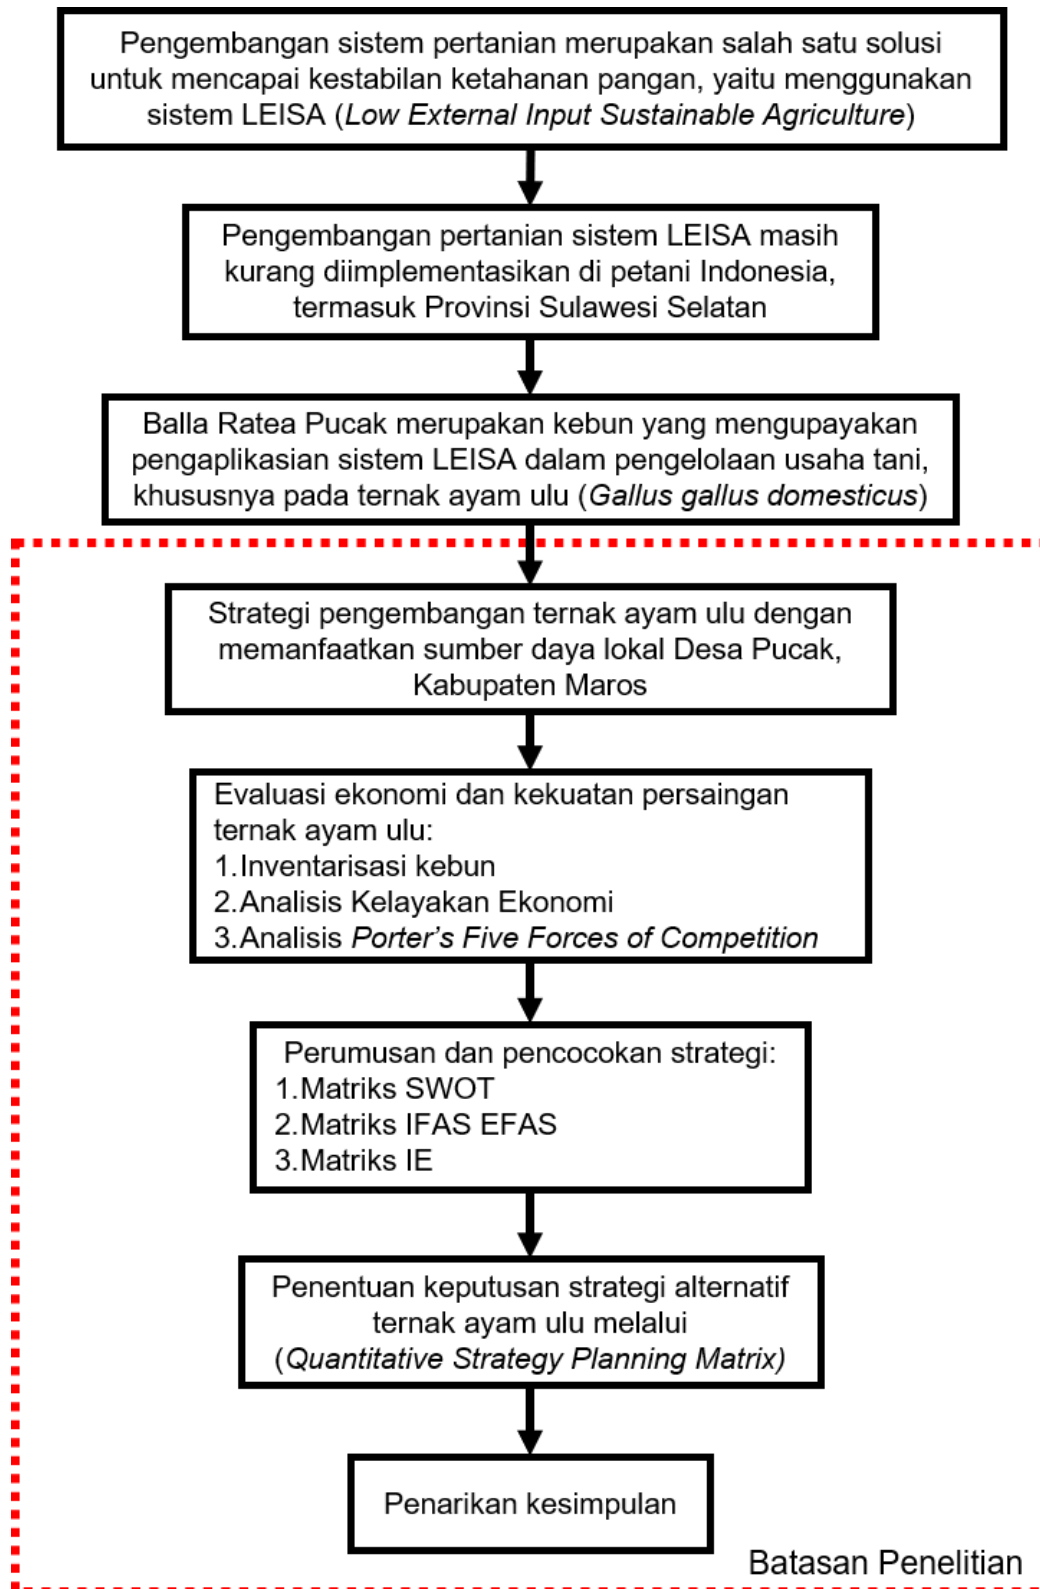 Pengembangan sistem pertanian merupakan salah satu solusi
untuk mencapai kestabilan ketahanan pangan, yaitu menggunakan
sistem LEISA (Low External Input Sustainable Agriculture)
Pengembangan pertanian sistem LEISA masih
kurang diimplementasikan di petani Indonesia,
termasuk Provinsi Sulawesi Selatan
Balla Ratea Pucak merupakan kebun yang mengupayakan
pengaplikasian sistem LEISA dalam pengelolaan usaha tani,
khususnya pada ternak ayam ulu (Gallus gallus domesticus)
Strategi pengembangan ternak ayam ulu dengan
memanfaatkan sumber daya lokal Desa Pucak,
Kabupaten Maros
Evaluasi ekonomi dan kekuatan persaingan
ternak ayam ulu:
1.Inventarisasi kebun
2.Analisis Kelayakan Ekonomi
3.Analisis Porter’s Five Forces of Competition
Perumusan dan pencocokan strategi:
1.Matriks SWOT
2.Matriks IFAS EFAS
3.Matriks IE
Penentuan keputusan strategi alternatif
ternak ayam ulu melalui
(Quantitative Strategy Planning Matrix)
Penarikan kesimpulan
Batasan Penelitian